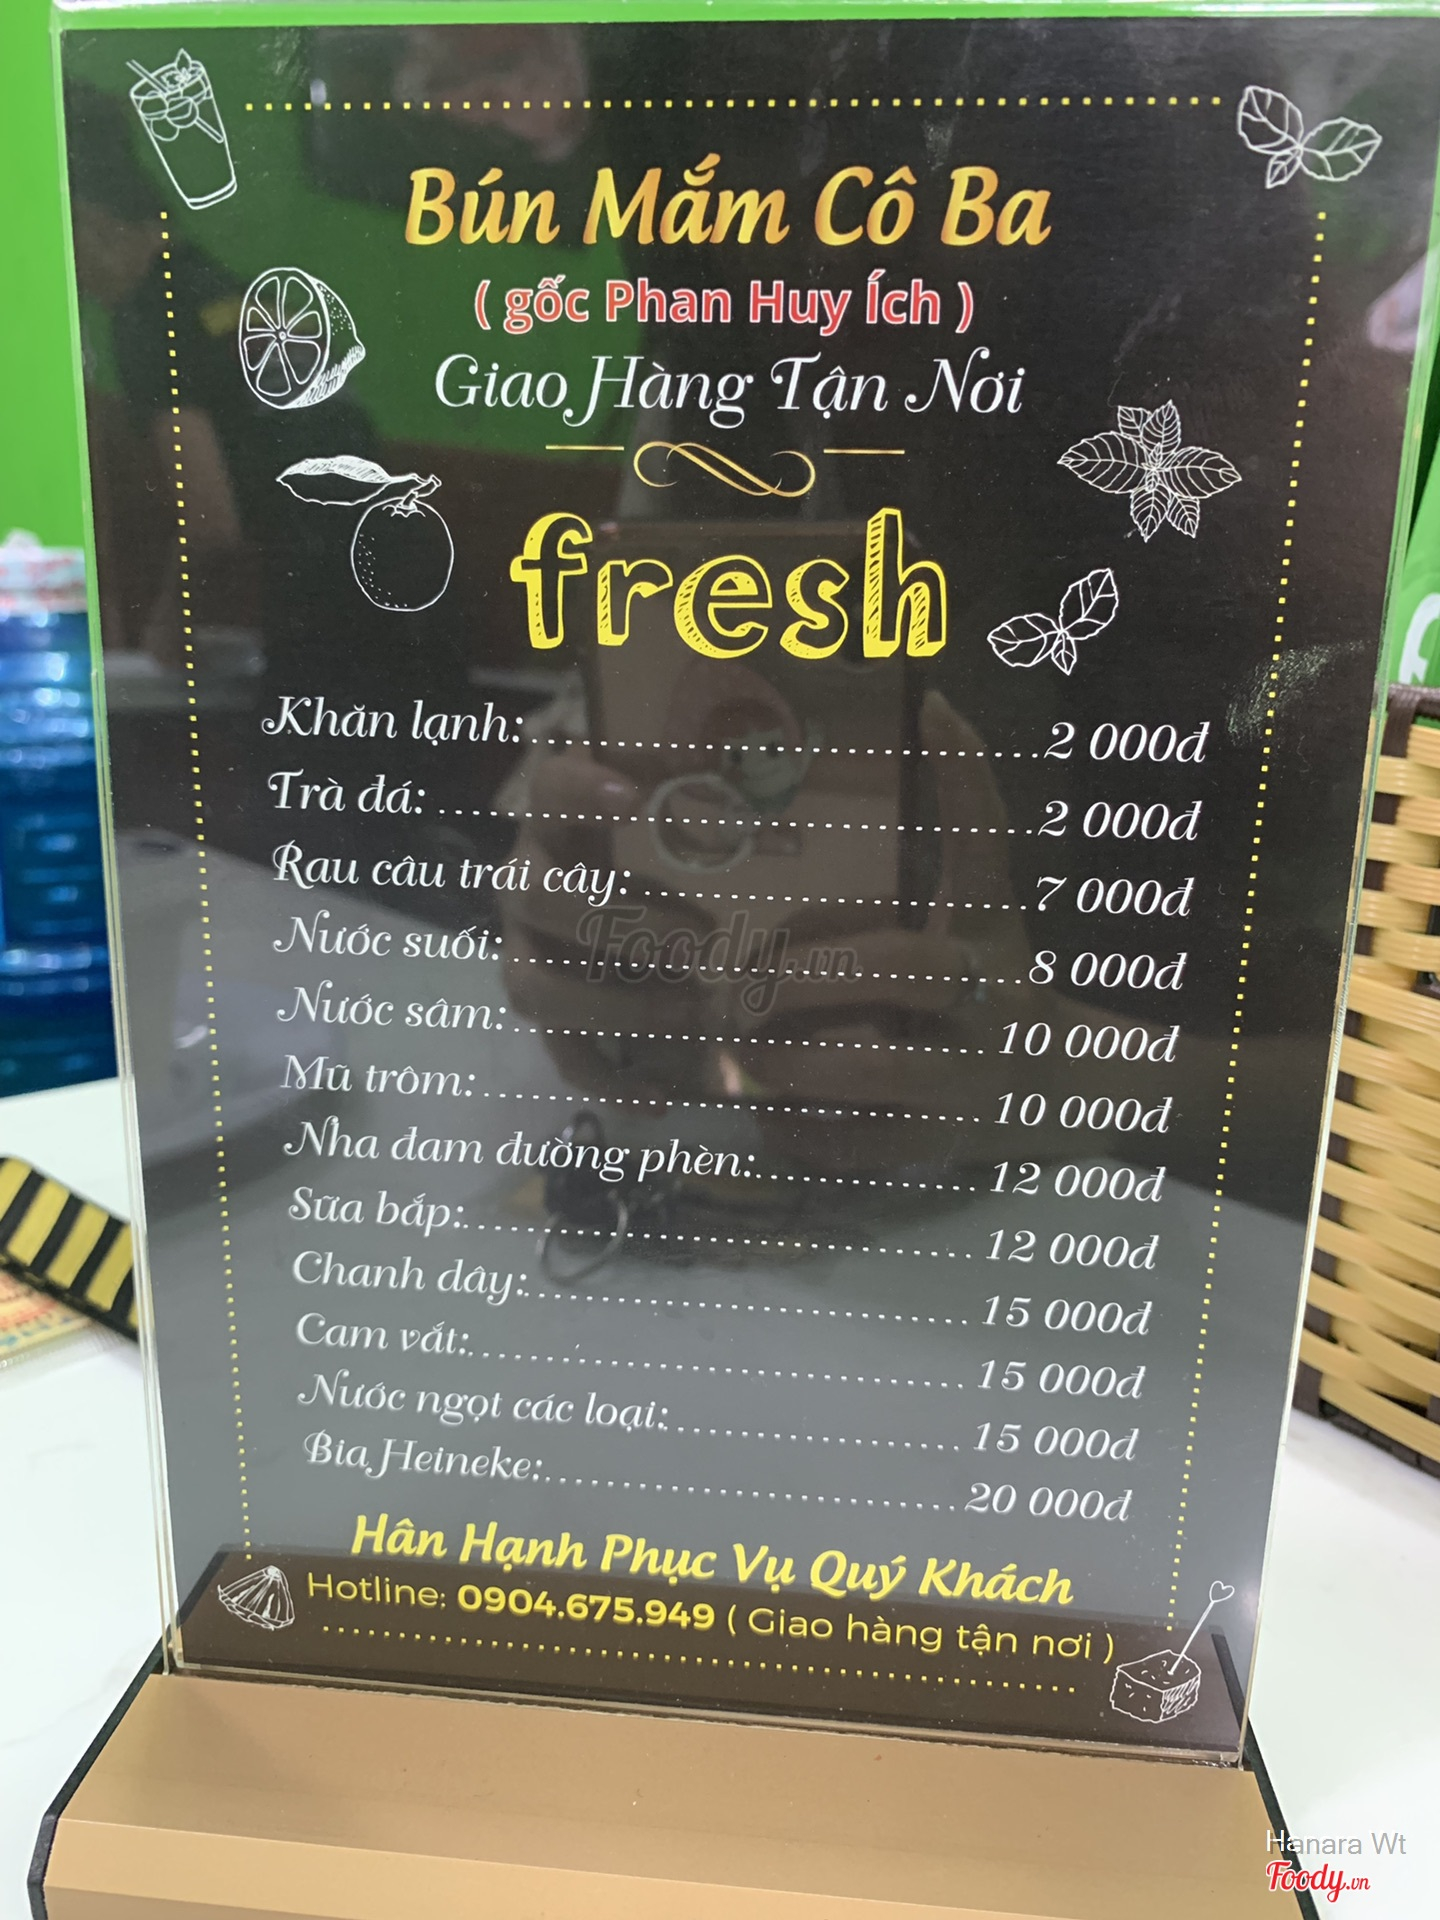 Bún Mắm Cô Ba
( gốc Phan Huy Ích )
Giao Hàng Tận Nơi
fresh
Khăn lạnh:.......................................2 000đ
Trà đá:.......................................2 000đ
Rau câu trái cây:.......................................7 000đ
Nước suối:.......................................8 000đ
Nước sâm:.......................................10 000đ
Mũ trôm:.......................................10 000đ
Nha đam đường phèn:.......................................12 000đ
Sữa bắp:.......................................12 000đ
Chanh dây:.......................................15 000đ
Cam vắt:.......................................15 000đ
Nước ngọt các loại:.......................................15 000đ
Bia Heineke:.......................................20 000đ
Hân Hạnh Phục Vụ Quý Khách
Hotline: 0904.675.949 ( Giao hàng tận nơi )
Foody.vn
Hanara Wt
Foody.vn